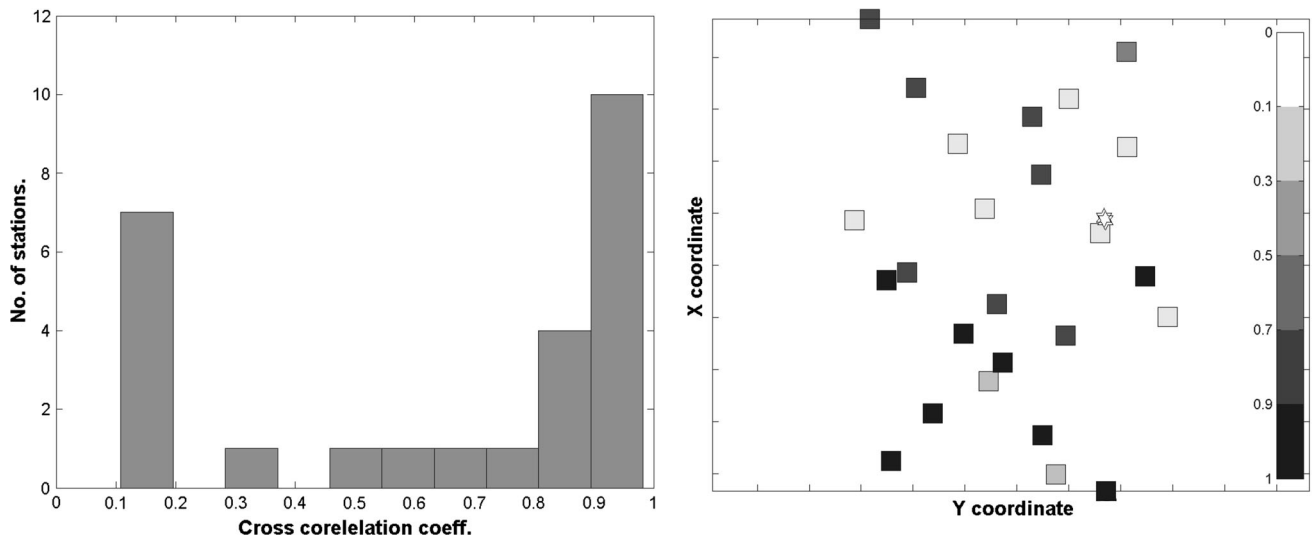 12
10
8
6
4
2
0
No. of stations.
0 0.1 0.2 0.3 0.4 0.5 0.6 0.7 0.8 0.9 1
Cross corelelation coeff.
X coordinate
Y coordinate
0
0.1
0.3
0.5
0.7
0.9
1